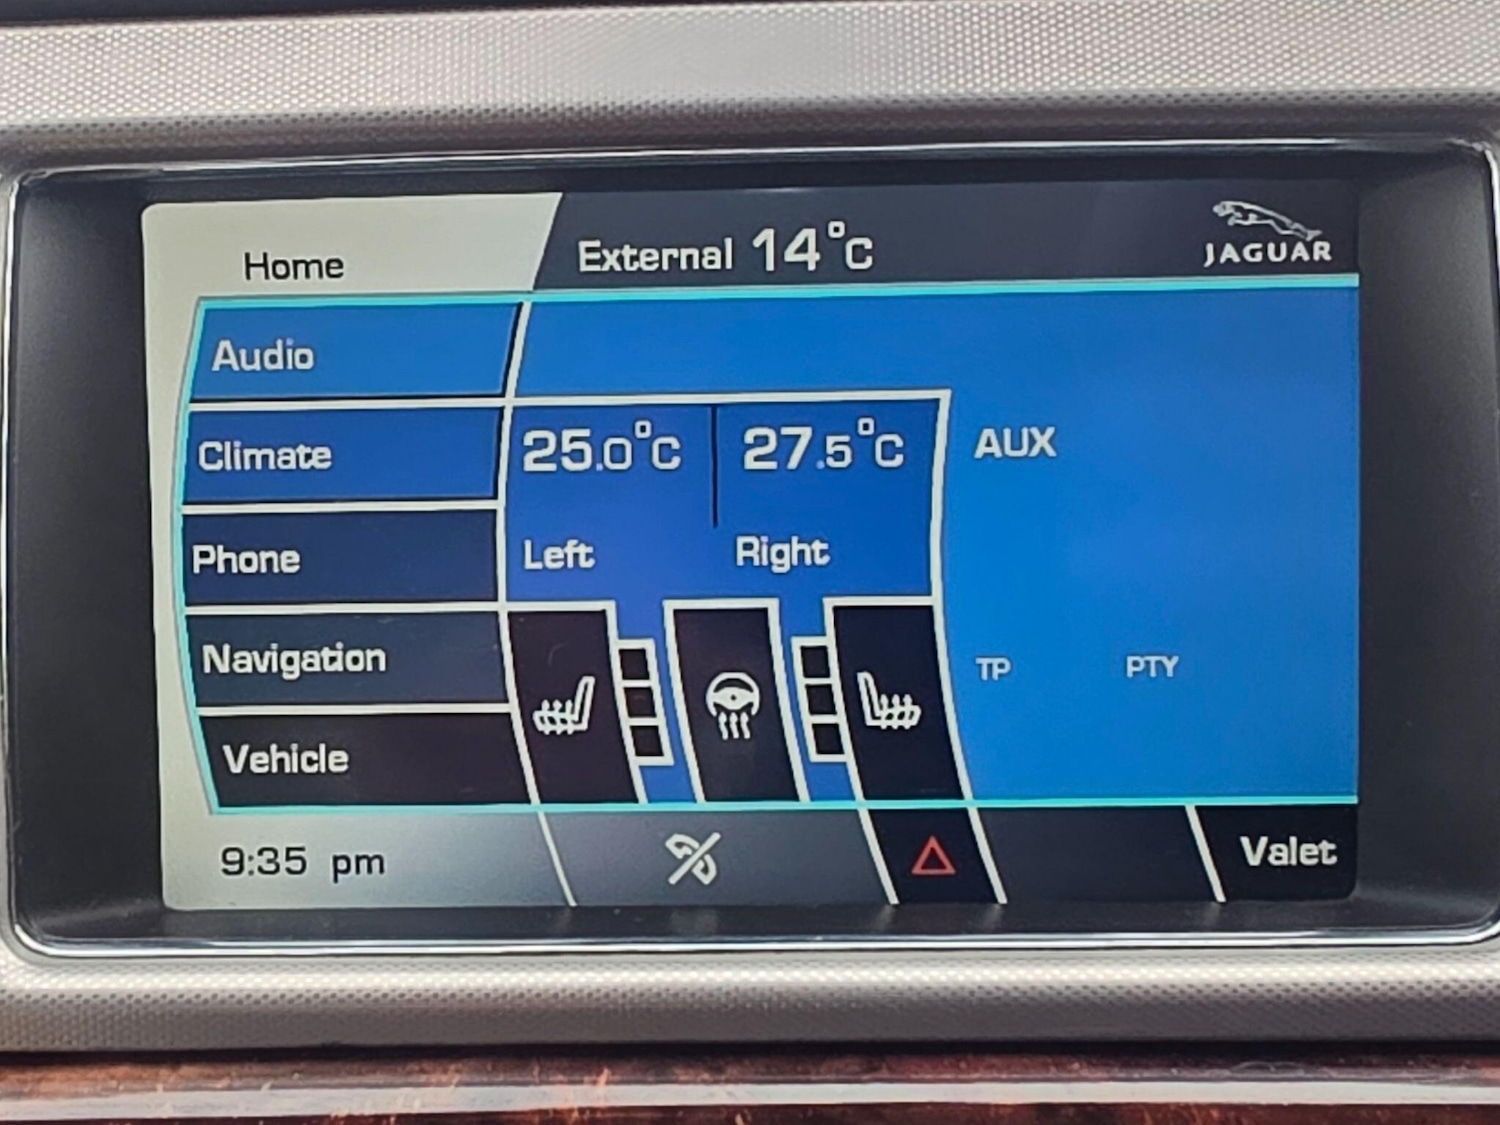 Home
External 14°C
JAGUAR
Audio
Climate
25.0°C
27.5°C
AUX
Phone
Left
Right
Navigation
TP
PTY
Vehicle
9:35 pm
Valet